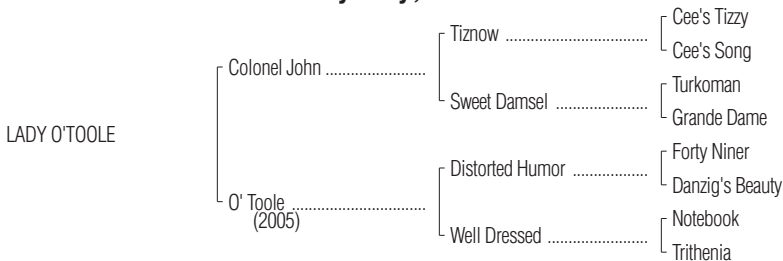 Tiznow ....................................
Cee's Tizzy
Cee's Song
Colonel John .........................
Sweet Damsel .......................
Turkoman
Grande Dame
LADY O'TOOLE
Distorted Humor ...................
Forty Niner
Danzig's Beauty
O' Toole ..................................
(2005)
Well Dressed .........................
Notebook
Trithenia